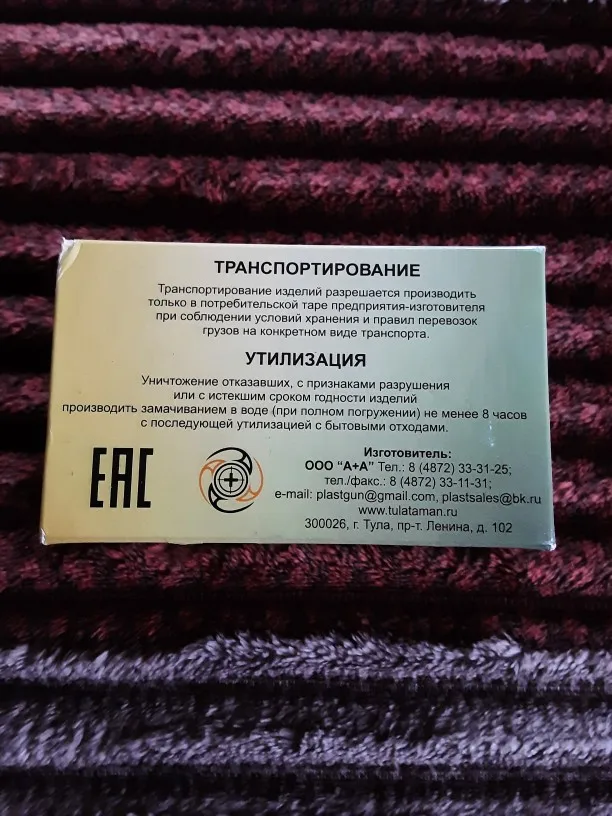 ТРАНСПОРТИРОВАНИЕ
Транспортирование изделий разрешается производить
только в потребительской таре предприятия-изготовителя
при соблюдении условий хранения и правил перевозок
грузов на конкретном виде транспорта.
УТИЛИЗАЦИЯ
Уничтожение отказавших, с признаками разрушения
или с истекшим сроком годности изделий
производить замачиванием в воде (при полном погружении) не менее 8 часов
с последующей утилизацией с бытовыми отходами.
EAC
Изготовитель:
ООО "А+А" Тел.: 8 (4872) 33-31-25;
тел./факс.: 8 (4872) 33-11-31;
e-mail: plastgun@gmail.com, plastsales@bk.ru
www.tulataman.ru
300026, г. Тула, пр-т. Ленина, д. 102